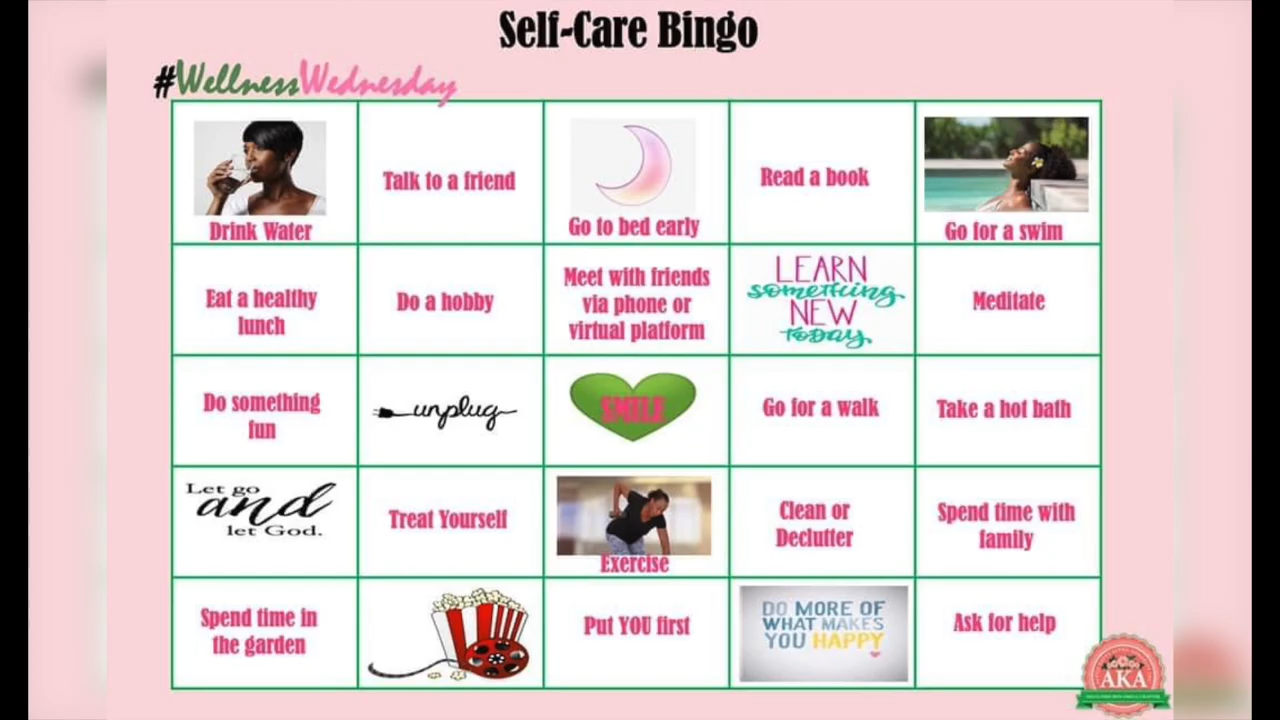 Self-Care Bingo
#WellnessWednesday
Drink Water
Talk to a friend
Go to bed early
Read a book
Go for a swim
Eat a healthy
lunch
Do a hobby
Meet with friends
via phone or
virtual platform
LEARN
something
NEW
TODAY
Meditate
Do something
fun
unplug
SMILE
Go for a walk
Take a hot bath
Let go
and
let God.
Treat Yourself
Exercise
Clean or
Declutter
Spend time with
family
Spend time in
the garden
Put YOU first
DO MORE OF
WHAT MAKES
YOU HAPPY
Ask for help
AKA